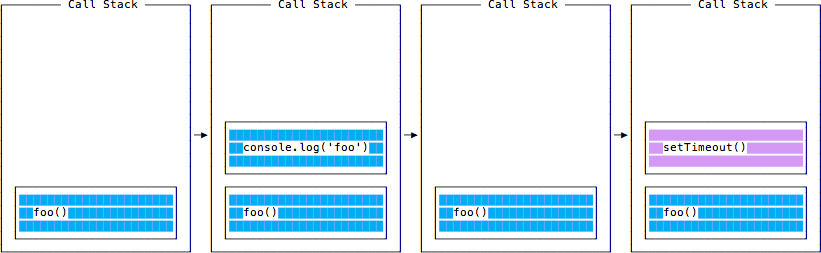 Call Stack Call Stack Call Stack Call Stack
console.log('foo') setTimeout()
foo() foo() foo() foo()